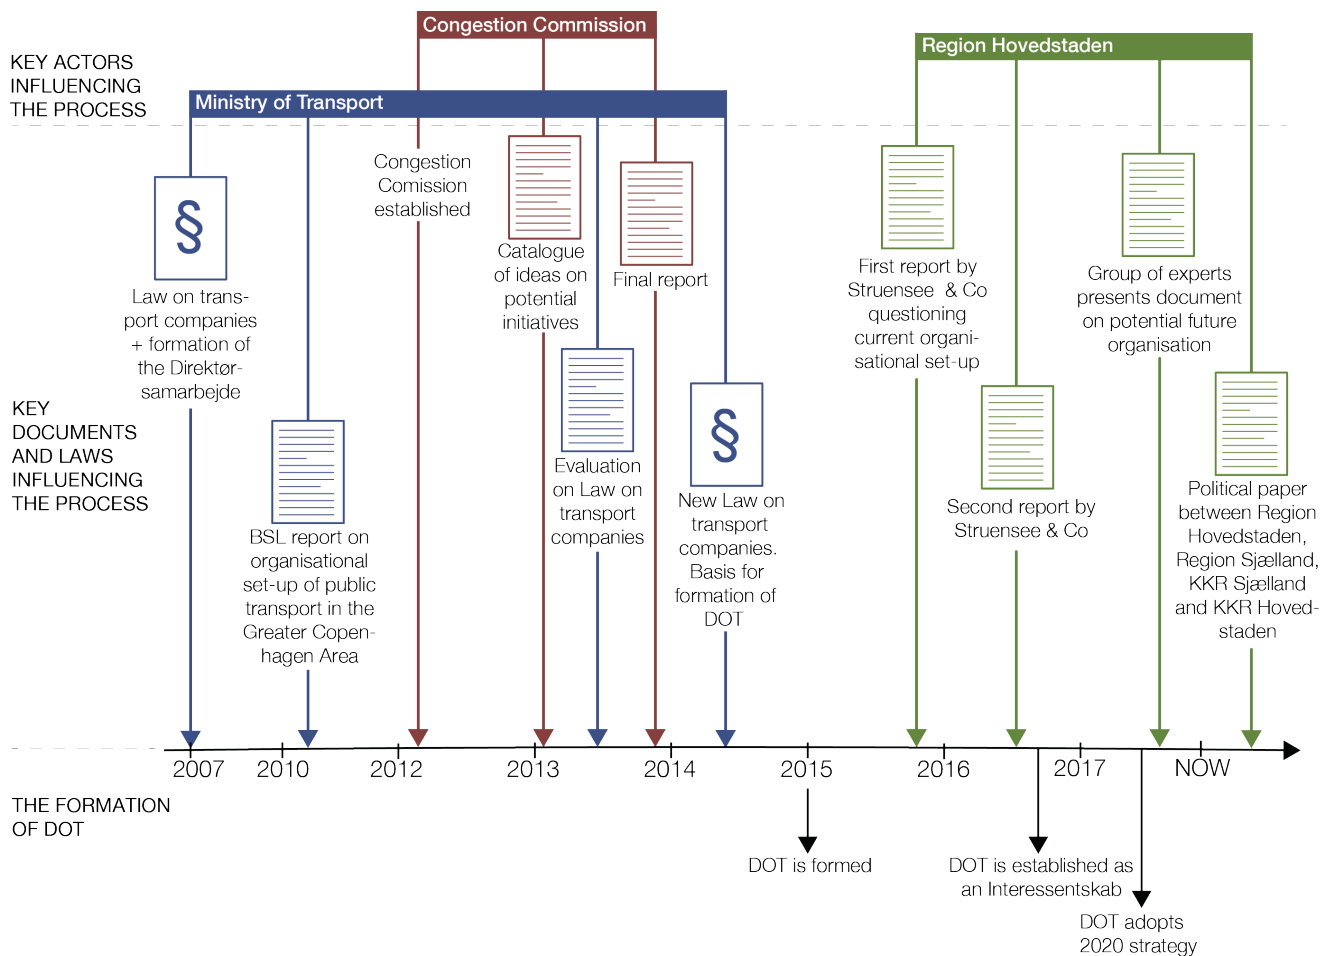 Congestion Commission
Region Hovedstaden
KEY ACTORS
INFLUENCING
THE PROCESS
Ministry of Transport
§
Law on trans-
port companies
+ formation of
the Direktør-
samarbejde
BSL report on
organisational
set-up of public
transport in the
Greater Copen-
hagen Area
Congestion
Comission
established
Catalogue
of ideas on
potential
initiatives
Evaluation
on Law on
transport
companies
Final report
§
New Law on
transport
companies.
Basis for
formation of
DOT
First report by
Struensee & Co
questioning
current organi-
sational set-up
Second report by
Struensee & Co
Group of experts
presents document
on potential future
organisation
Political paper
between Region
Hovedstaden,
Region Sjælland,
KKR Sjælland
and KKR Hoved-
staden
KEY
DOCUMENTS
AND LAWS
INFLUENCING
THE PROCESS
2007
2010
2012
2013
2014
2015
2016
2017
NOW
THE FORMATION
OF DOT
DOT is formed
DOT is established as
an Interessentskab
DOT adopts
2020 strategy